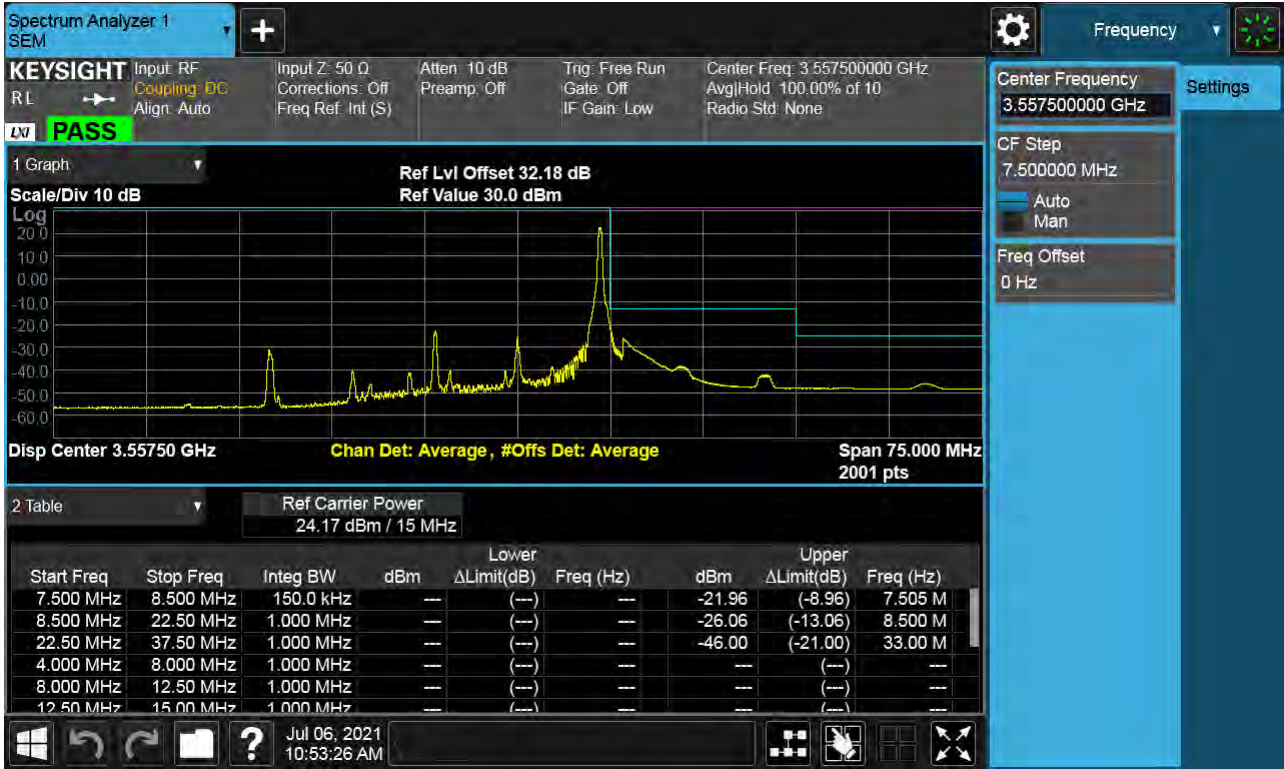 Spectrum Analyzer 1
SEM
Frequency
KEYSIGHT
RL
LXI
PASS
Input: RF
Coupling: DC
Align: Auto
Input Z: 50 Ω
Corrections: Off
Freq Ref: Int (S)
Atten: 10 dB
Preamp: Off
Trig: Free Run
Gate: Off
IF Gain: Low
Center Freq: 3.557500000 GHz
Avg|Hold: 100.00% of 10
Radio Std: None
Center Frequency
3.557500000 GHz
Settings
CF Step
7.500000 MHz
Auto
Man
Freq Offset
0 Hz
1 Graph
Scale/Div 10 dB
Ref Lvl Offset 32.18 dB
Ref Value 30.0 dBm
Log
20.0
10.0
0.00
-10.0
-20.0
-30.0
-40.0
-50.0
-60.0
Disp Center 3.55750 GHz
Chan Det: Average , #Offs Det: Average
Span 75.000 MHz
2001 pts
2 Table
Ref Carrier Power
24.17 dBm / 15 MHz
Lower Upper
Start Freq Stop Freq Integ BW dBm ΔLimit(dB) Freq (Hz) dBm ΔLimit(dB) Freq (Hz)
7.500 MHz 8.500 MHz 150.0 kHz --- (---) --- -21.96 (-8.96) 7.505 M
8.500 MHz 22.50 MHz 1.000 MHz --- (---) --- -26.06 (-13.06) 8.500 M
22.50 MHz 37.50 MHz 1.000 MHz --- (---) --- -46.00 (-21.00) 33.00 M
4.000 MHz 8.000 MHz 1.000 MHz --- (---) --- --- (---) ---
8.000 MHz 12.50 MHz 1.000 MHz --- (---) --- --- (---) ---
12.50 MHz 15.00 MHz 1.000 MHz --- (---) --- --- (---) ---
?
Jul 06, 2021
10:53:26 AM